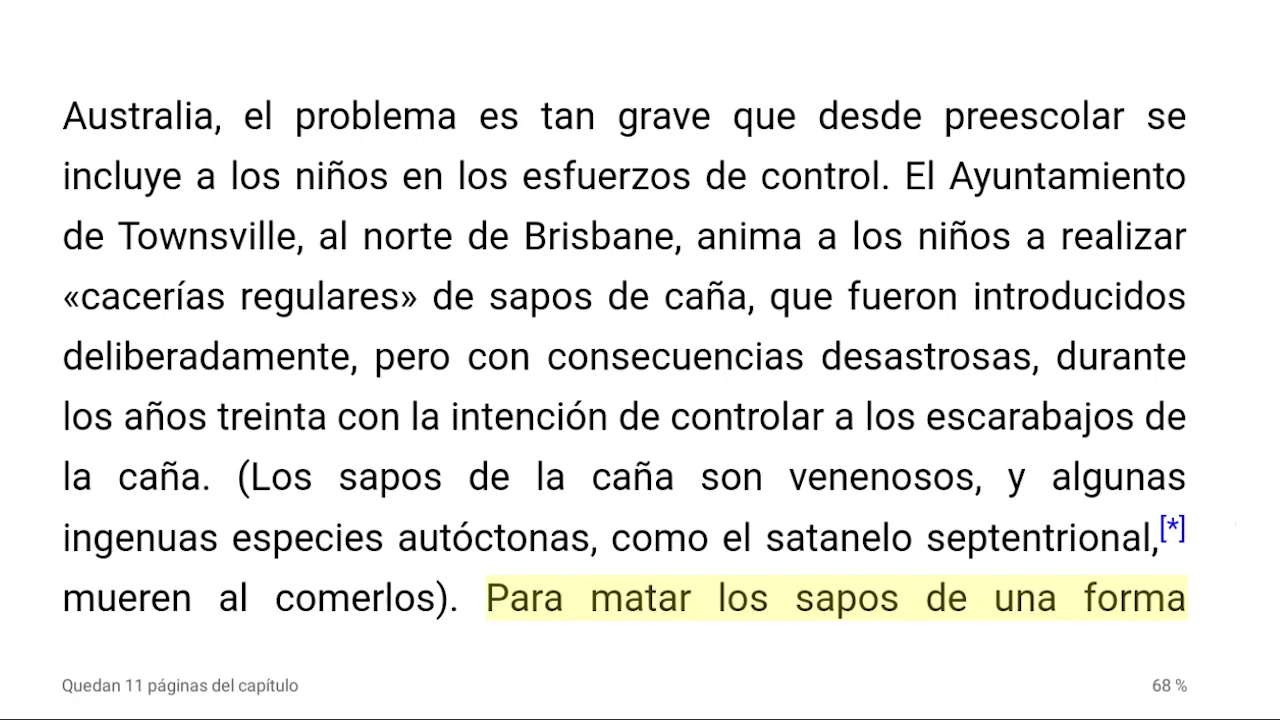 Australia, el problema es tan grave que desde preescolar se
incluye a los niños en los esfuerzos de control. El Ayuntamiento
de Townsville, al norte de Brisbane, anima a los niños a realizar
«cacerías regulares» de sapos de caña, que fueron introducidos
deliberadamente, pero con consecuencias desastrosas, durante
los años treinta con la intención de controlar a los escarabajos de
la caña. (Los sapos de la caña son venenosos, y algunas
ingenuas especies autóctonas, como el satanelo septentrional,[*]
mueren al comerlos). Para matar los sapos de una forma
Quedan 11 páginas del capítulo 68 %